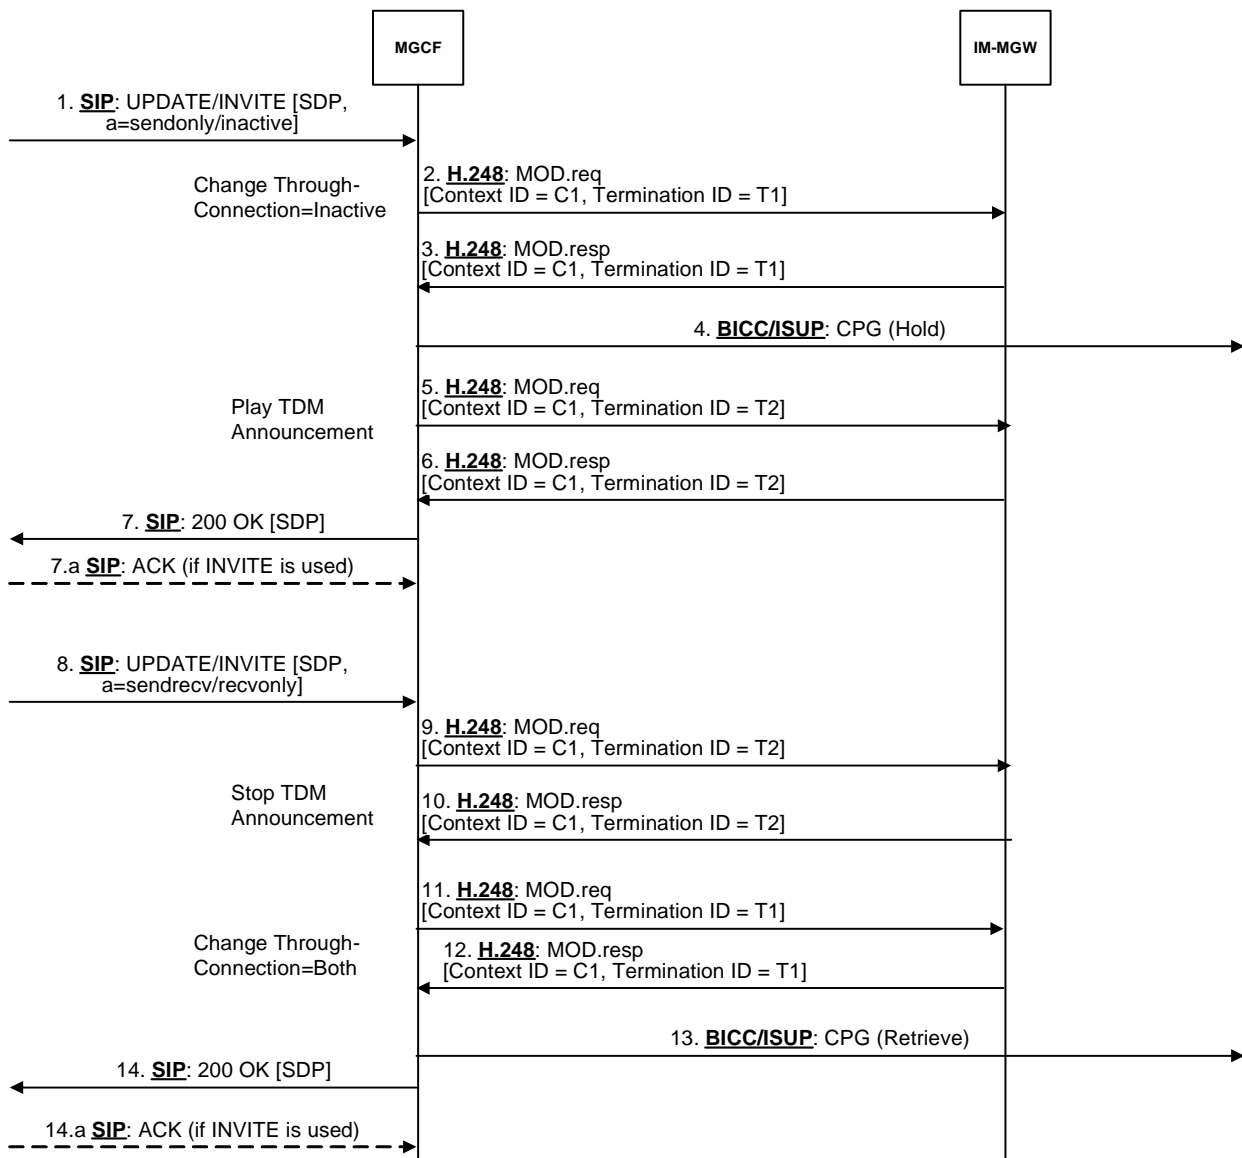 MGCF
IM-MGW
1. SIP: UPDATE/INVITE [SDP,
a=sendonly/inactive]
Change Through-
Connection=Inactive
2. H.248: MOD.req
[Context ID = C1, Termination ID = T1]
3. H.248: MOD.resp
[Context ID = C1, Termination ID = T1]
4. BICC/ISUP: CPG (Hold)
Play TDM
Announcement
5. H.248: MOD.req
[Context ID = C1, Termination ID = T2]
6. H.248: MOD.resp
[Context ID = C1, Termination ID = T2]
7. SIP: 200 OK [SDP]
7.a SIP: ACK (if INVITE is used)
8. SIP: UPDATE/INVITE [SDP,
a=sendrecv/recvonly]
9. H.248: MOD.req
[Context ID = C1, Termination ID = T2]
Stop TDM
Announcement
10. H.248: MOD.resp
[Context ID = C1, Termination ID = T2]
11. H.248: MOD.req
[Context ID = C1, Termination ID = T1]
Change Through-
Connection=Both
12. H.248: MOD.resp
[Context ID = C1, Termination ID = T1]
13. BICC/ISUP: CPG (Retrieve)
14. SIP: 200 OK [SDP]
14.a SIP: ACK (if INVITE is used)